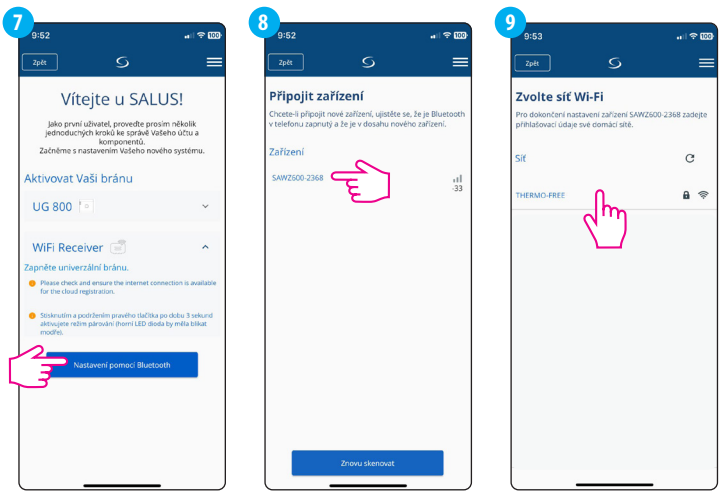 7
9:52
100
Zpět
Vítejte u SALUS!
Jako první uživatel, proveďte prosím několik
jednoduchých kroků ke správě Vašeho účtu a
komponentů.
Začněme s nastavením Vašeho nového systému.
Aktivovat Vaši bránu
UG 800
WiFi Receiver
Zapněte univerzální bránu.
Please check and ensure the internet connection is available
for the cloud registration.
Stisknutím a podržením pravého tlačítka po dobu 3 sekund
aktivujete režim párování (horní LED dioda by měla blikat
modře).
Nastavení pomocí Bluetooth
8
9:52
100
Zpět
Připojit zařízení
Chcete-li připojit nové zařízení, ujistěte se, že je Bluetooth
v telefonu zapnutý a že je v dosahu nového zařízení.
Zařízení
SAWZ600-2368
-33
Znovu skenovat
9
9:53
100
Zpět
Zvolte síť Wi-Fi
Pro dokončení nastavení zařízení SAWZ600-2368 zadejte
přihlašovací údaje své domácí sítě.
Síť
THERMO-FREE